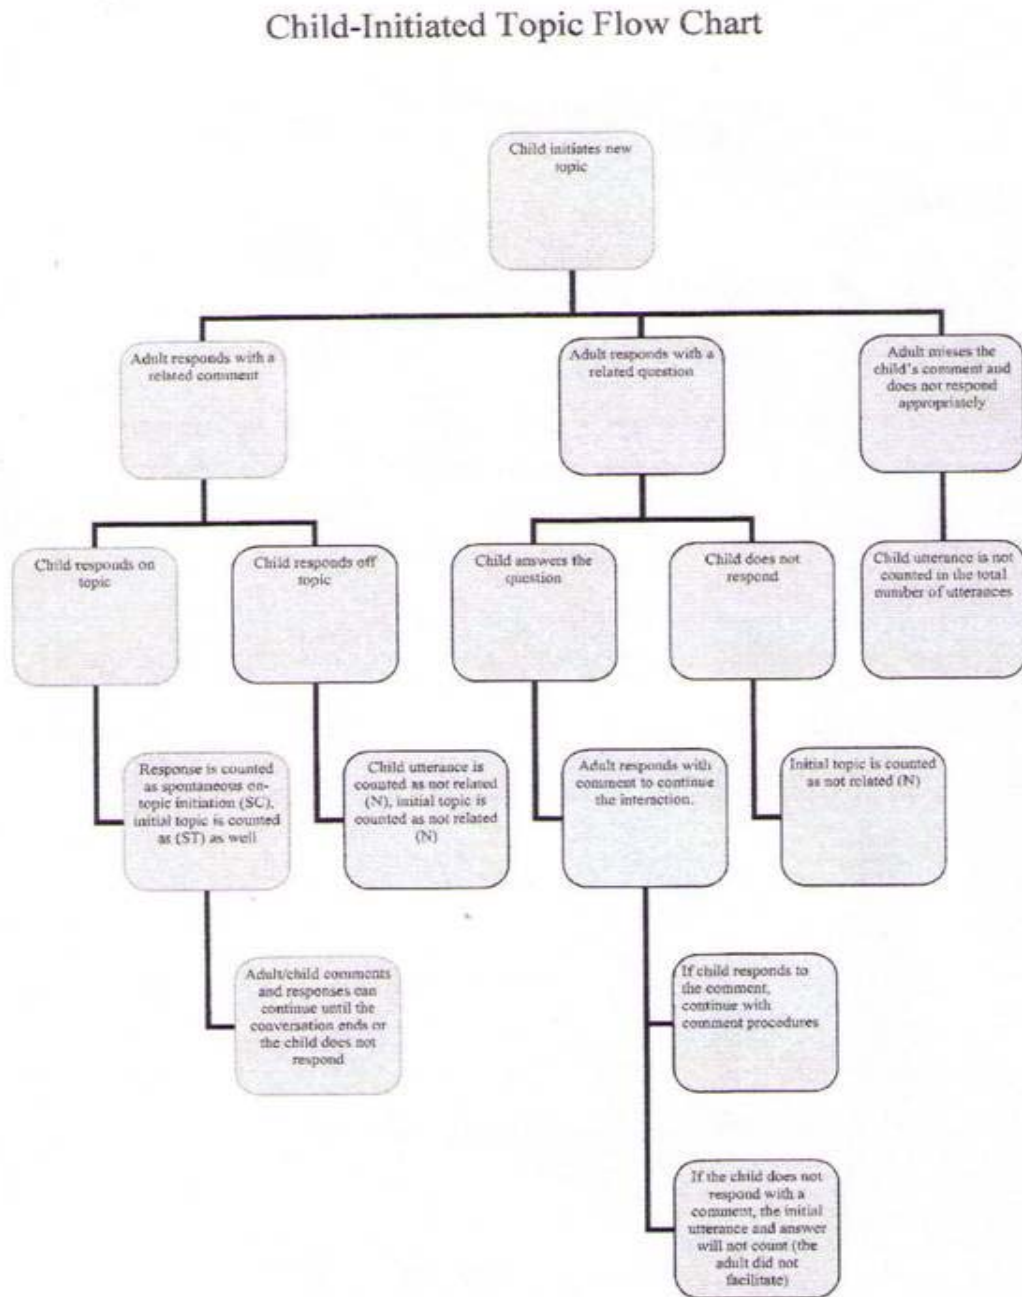 Child-Initiated Topic Flow Chart
Child initiates new
topic
Adult responds with a
related comment
Adult responds with a
related question
Adult misses the
child's comment and
does not respond
appropriately
Child responds on
topic
Child responds off
topic
Child answers the
question
Child does not
respond
Child utterance is not
counted in the total
number of utterances
Response is counted
as spontaneous on-
topic initiation (SC),
initial topic is counted
as (ST) as well
Child utterance is
counted as not related
(N), initial topic is
counted as not related
(N)
Adult responds with
comment to continue
the interaction.
Initial topic is counted
as not related (N)
Adult/child comments
and responses can
continue until the
conversation ends or
the child does not
respond
If child responds to
the comment,
continue with
comment procedures
If the child does not
respond with a
comment, the initial
utterance and answer
will not count (the
adult did not
facilitate)